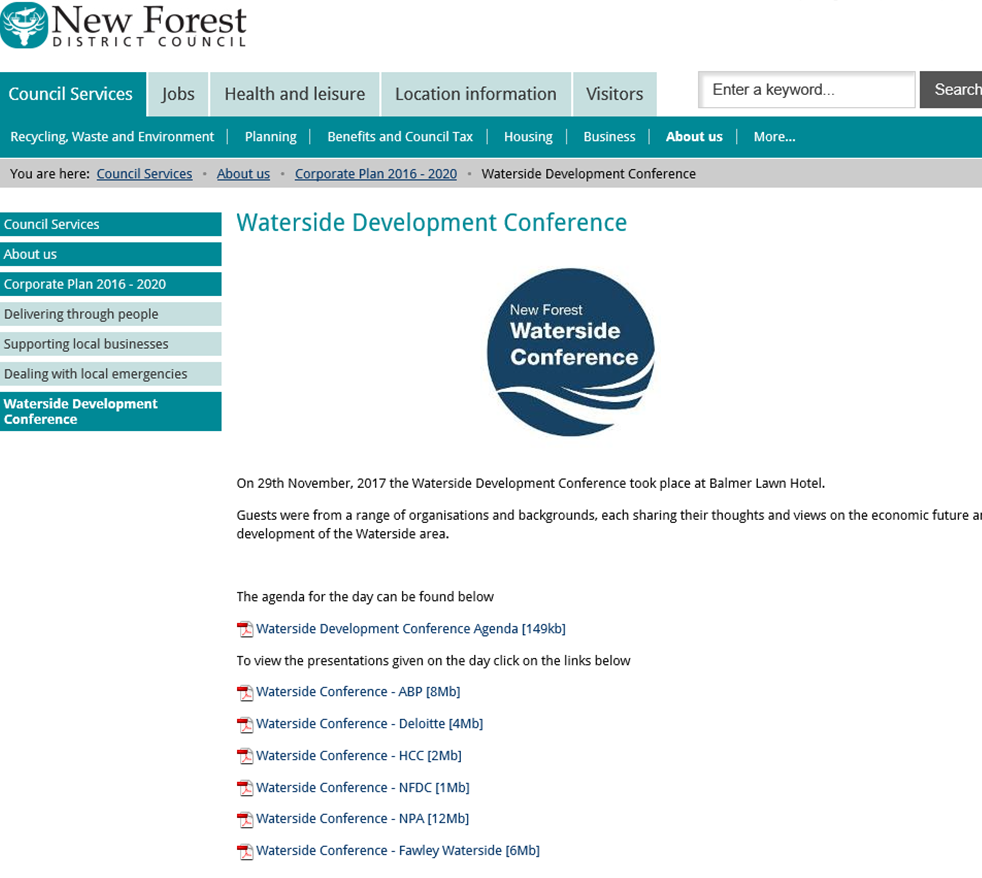 New Forest
DISTRICT COUNCIL
Council Services
Jobs
Health and leisure
Location information
Visitors
Enter a keyword...
Search
Recycling, Waste and Environment | Planning | Benefits and Council Tax | Housing | Business | About us | More...
You are here: Council Services • About us • Corporate Plan 2016 - 2020 • Waterside Development Conference
Council Services
About us
Corporate Plan 2016 - 2020
Delivering through people
Supporting local businesses
Dealing with local emergencies
Waterside Development
Conference
Waterside Development Conference
New Forest
Waterside
Conference
On 29th November, 2017 the Waterside Development Conference took place at Balmer Lawn Hotel.
Guests were from a range of organisations and backgrounds, each sharing their thoughts and views on the economic future
development of the Waterside area.
The agenda for the day can be found below
Waterside Development Conference Agenda [149kb]
To view the presentations given on the day click on the links below
Waterside Conference - ABP [8Mb]
Waterside Conference - Deloitte [4Mb]
Waterside Conference - HCC [2Mb]
Waterside Conference - NFDC [1Mb]
Waterside Conference - NPA [12Mb]
Waterside Conference - Fawley Waterside [6Mb]